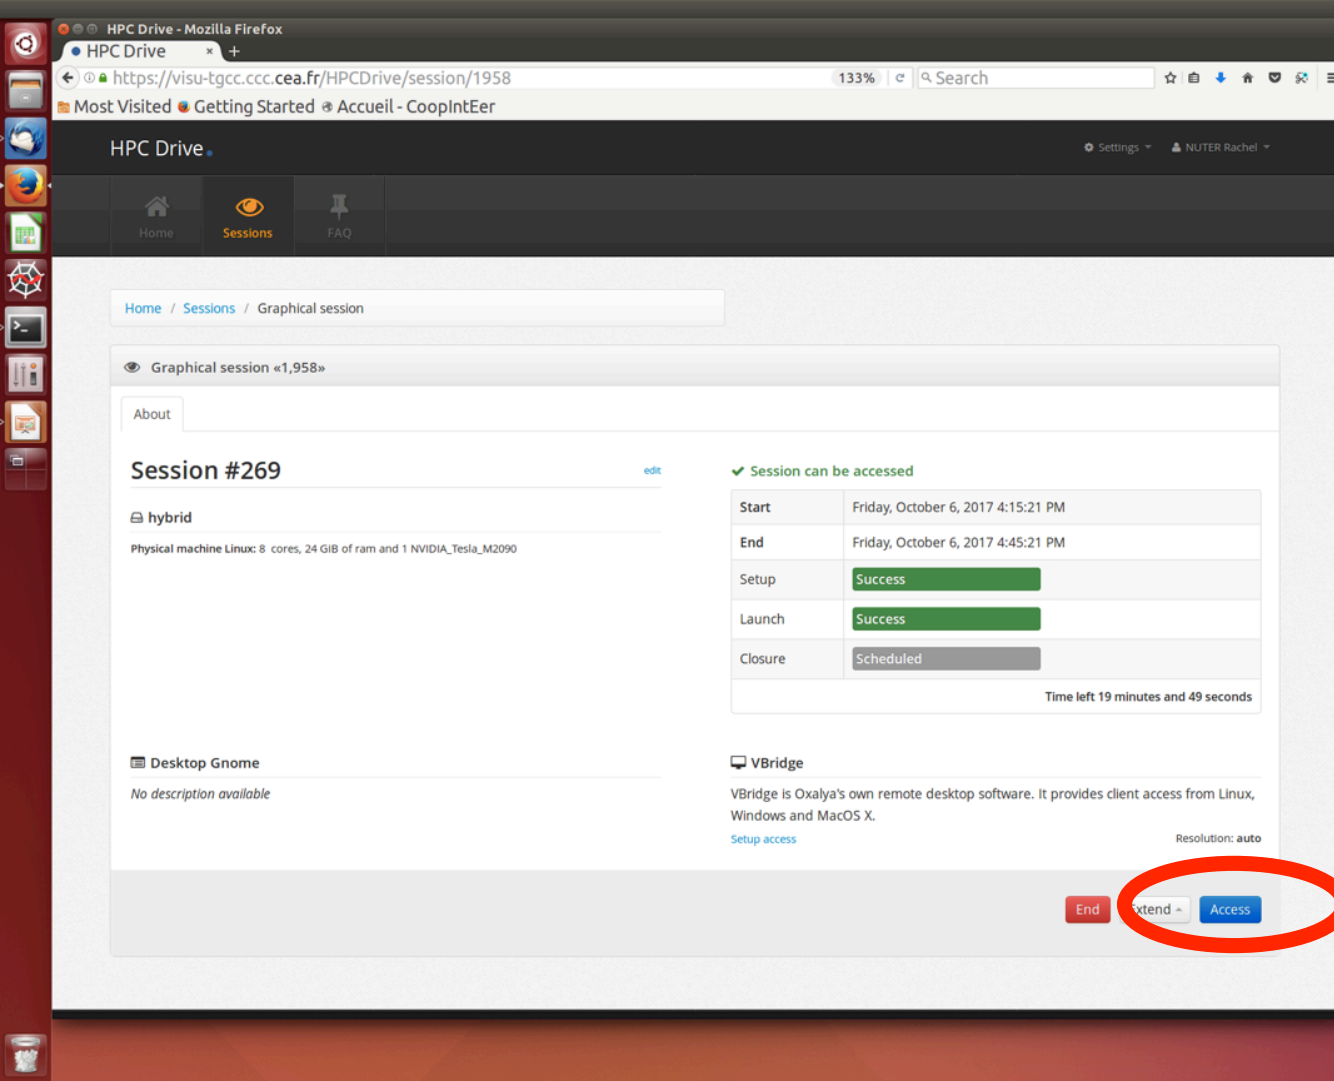 HPC Drive - Mozilla Firefox
HPC Drive × +
https://visu-tgcc.ccc.cea.fr/HPCDrive/session/1958 133% Search
Most Visited Getting Started Accueil - CoopIntEer
HPC Drive. Settings NUTER Rachel
Home Sessions FAQ
Home / Sessions / Graphical session
Graphical session «1,958»
About
Session #269 edit
hybrid
Physical machine Linux: 8 cores, 24 GIB of ram and 1 NVIDIA_Tesla_M2090
Session can be accessed
Start Friday, October 6, 2017 4:15:21 PM
End Friday, October 6, 2017 4:45:21 PM
Setup Success
Launch Success
Closure Scheduled
Time left 19 minutes and 49 seconds
Desktop Gnome
No description available
VBridge
VBridge is Oxalya's own remote desktop software. It provides client access from Linux,
Windows and MacOS X.
Setup access Resolution: auto
End Extend Access